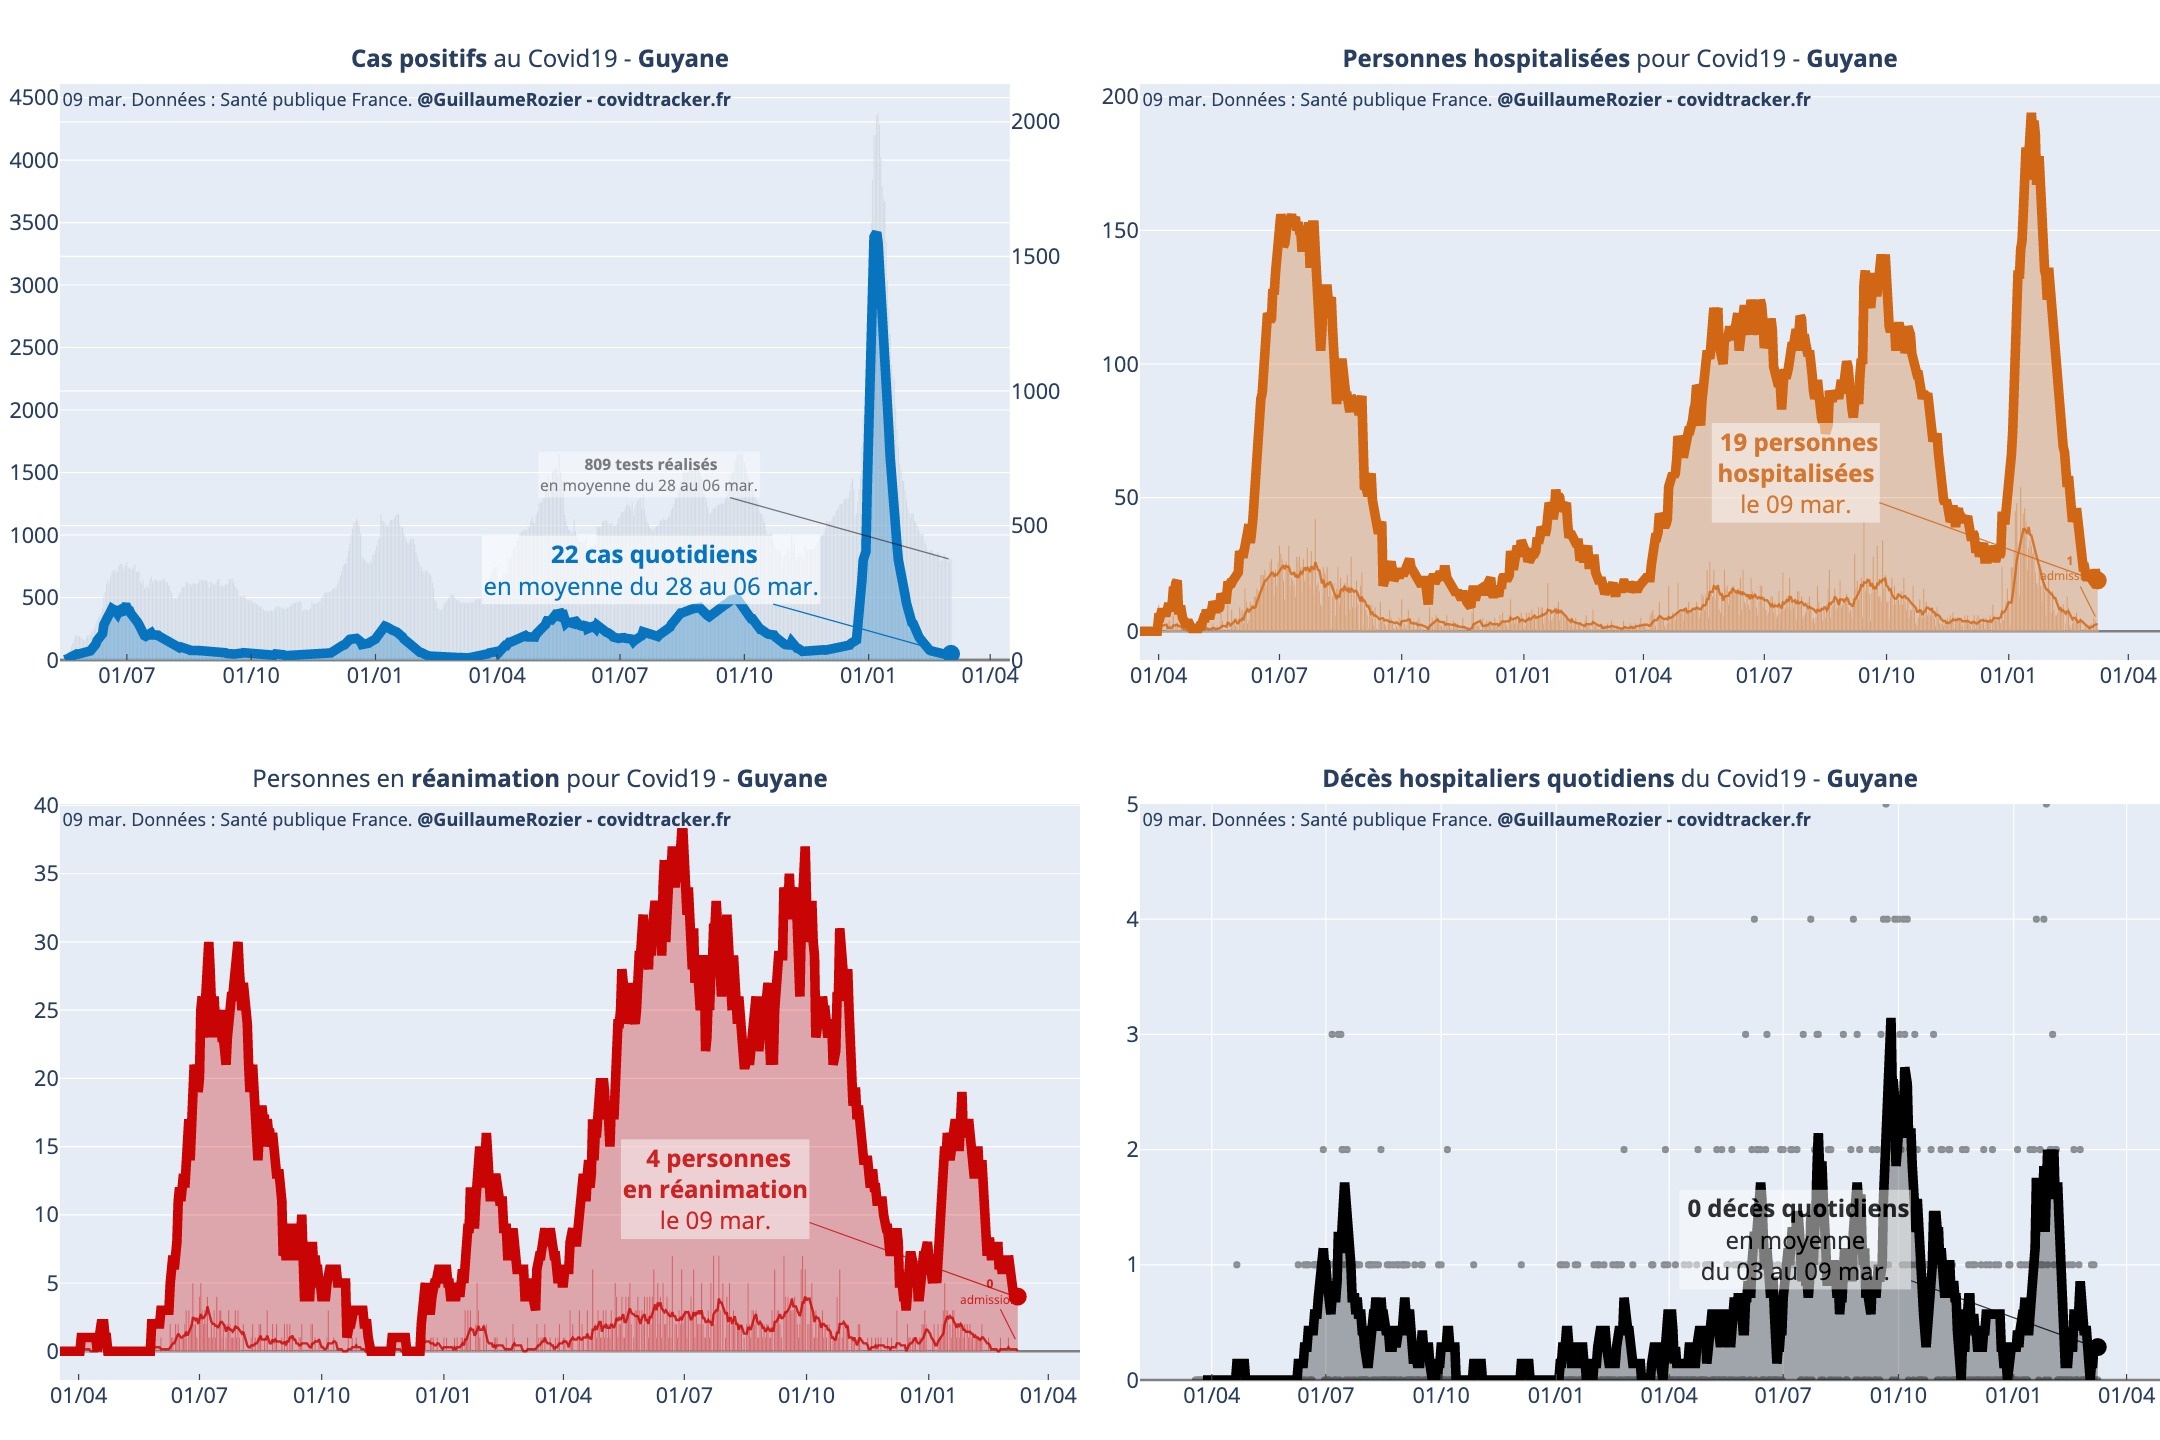 Cas positifs au Covid19 - Guyane
09 mar. Données : Santé publique France. @GuillaumeRozier - covidtracker.fr
4500
4000
3500
3000
2500
2000
1500
1000
500
0
2000
1500
1000
500
0
809 tests réalisés
en moyenne du 28 au 06 mar.
22 cas quotidiens
en moyenne du 28 au 06 mar.
01/07 01/10 01/01 01/04 01/07 01/10 01/01 01/04
Personnes hospitalisées pour Covid19 - Guyane
09 mar. Données : Santé publique France. @GuillaumeRozier - covidtracker.fr
200
150
100
50
0
19 personnes
hospitalisées
le 09 mar.
1
01/04 01/07 01/10 01/01 01/04 01/07 01/10 01/01 01/04
Personnes en réanimation pour Covid19 - Guyane
09 mar. Données : Santé publique France. @GuillaumeRozier - covidtracker.fr
40
35
30
25
20
15
10
5
0
4 personnes
en réanimation
le 09 mar.
0
01/04 01/07 01/10 01/01 01/04 01/07 01/10 01/01 01/04
Décès hospitaliers quotidiens du Covid19 - Guyane
09 mar. Données : Santé publique France. @GuillaumeRozier - covidtracker.fr
5
4
3
2
1
0
0 décès quotidiens
en moyenne
du 03 au 09 mar.
01/04 01/07 01/10 01/01 01/04 01/07 01/10 01/01 01/04